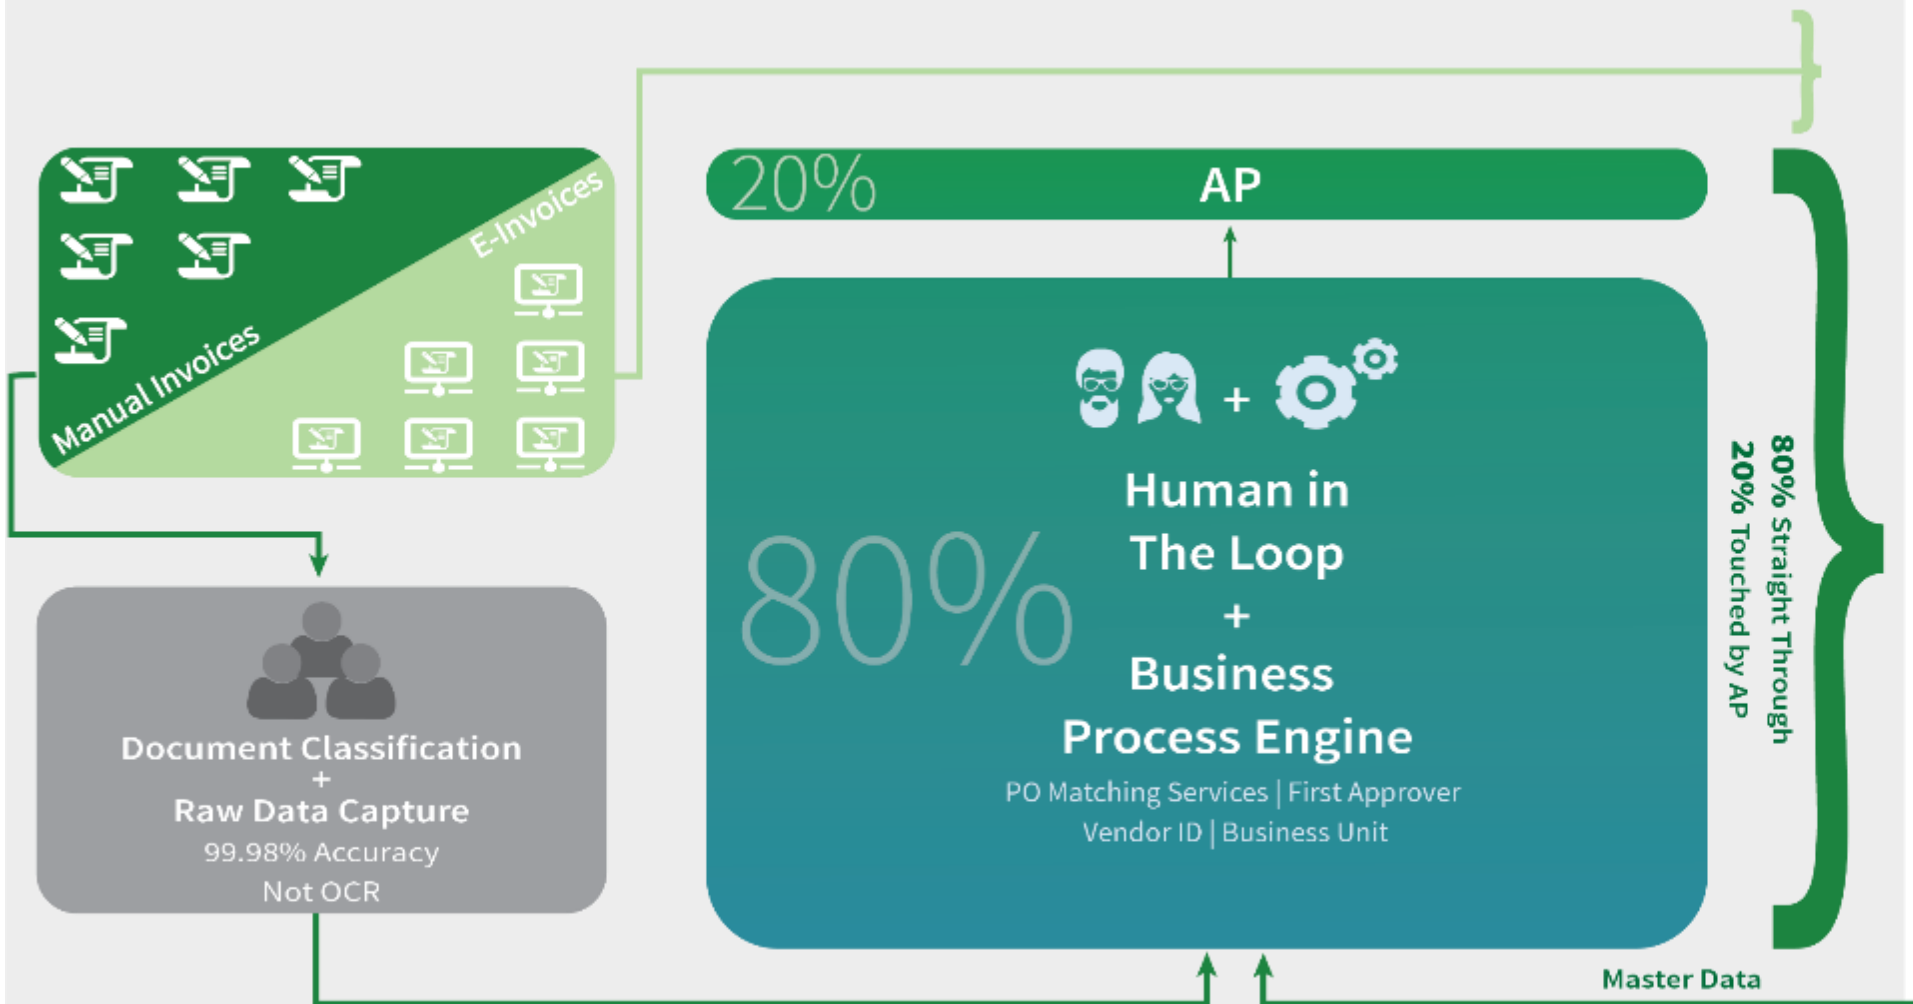 E-Invoices
Manual Invoices
Document Classification
+
Raw Data Capture
99.98% Accuracy
Not OCR
20%
AP
+
80%
Human in
The Loop
+
Business
Process Engine
PO Matching Services | First Approver
Vendor ID | Business Unit
80% Straight Through
20% Touched by AP
Master Data